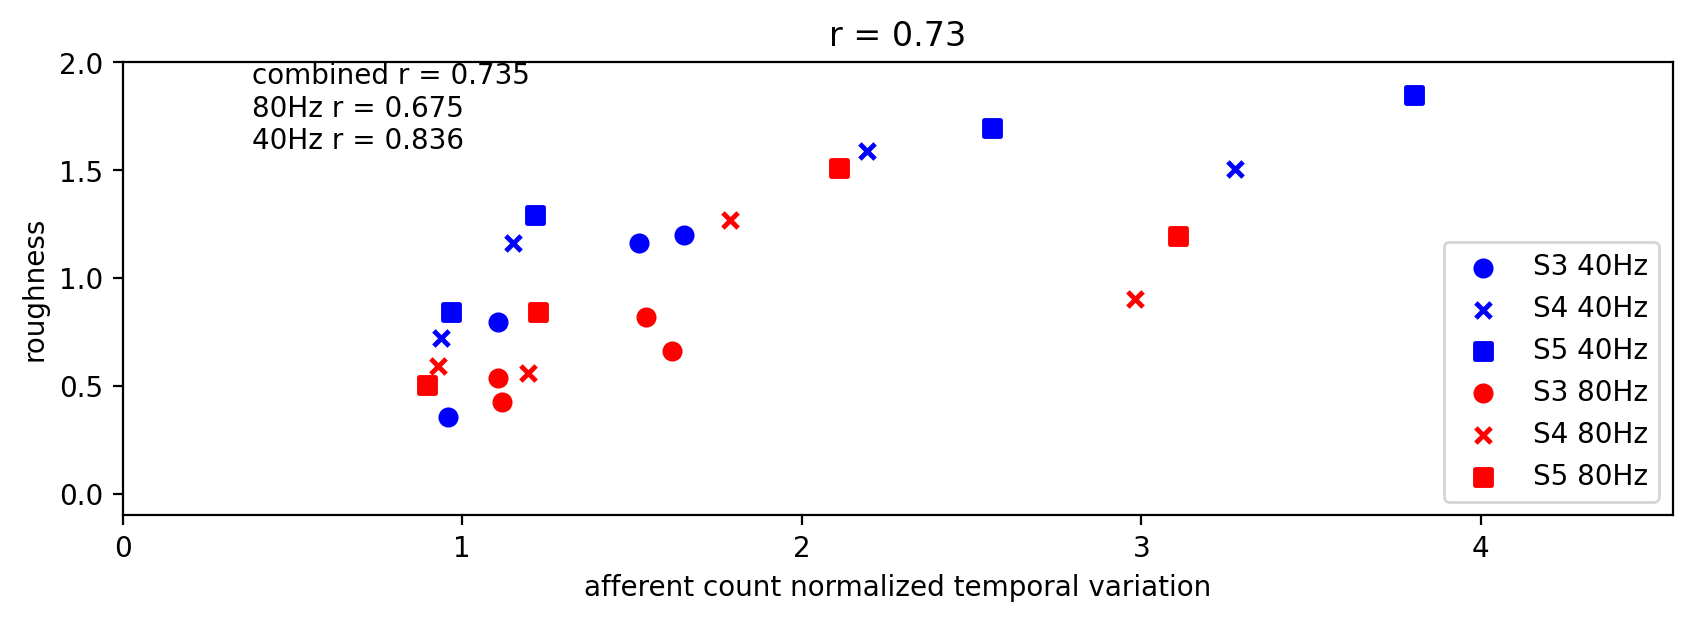 r = 0.73
combined r = 0.735
80Hz r = 0.675
40Hz r = 0.836
2.0
1.5
1.0
0.5
0.0
roughness
S3 40Hz
S4 40Hz
S5 40Hz
S3 80Hz
S4 80Hz
S5 80Hz
0 1 2 3 4
afferent count normalized temporal variation